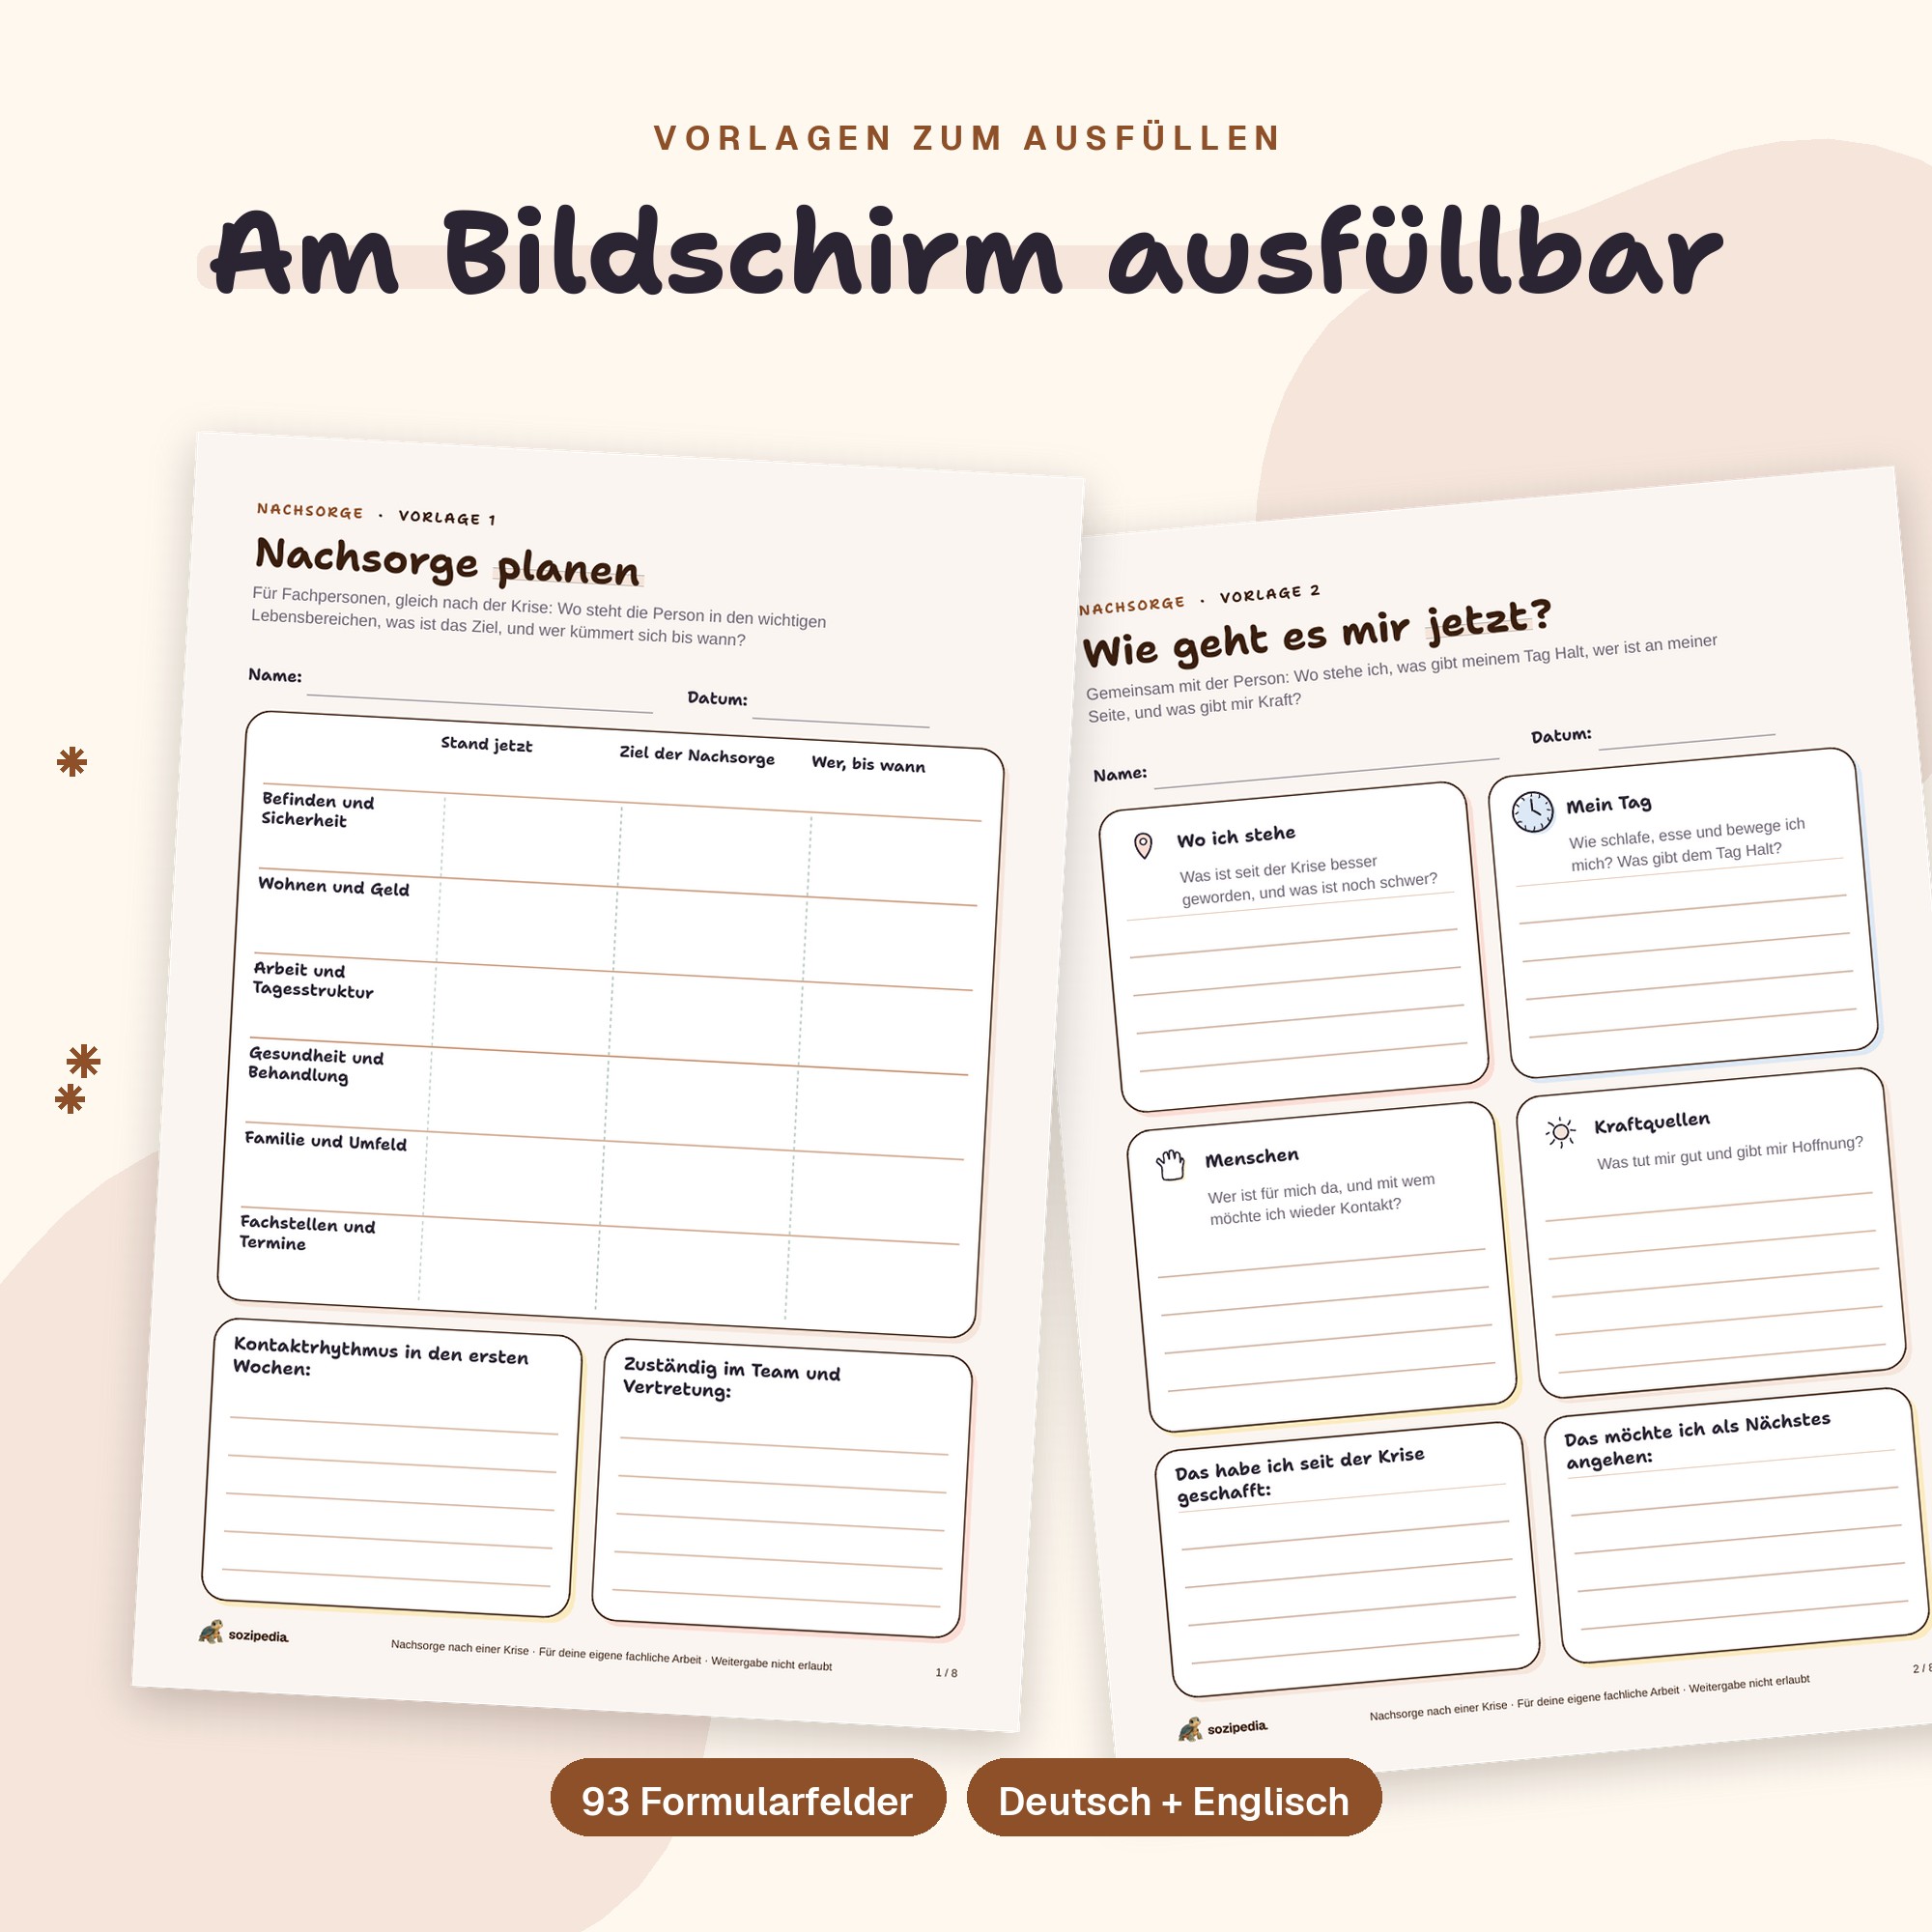 VORLAGEN ZUM AUSFÜLLEN
Am Bildschirm ausfüllbar
NACHSORGE · VORLAGE 1
Nachsorge planen
Für Fachpersonen, gleich nach der Krise: Wo steht die Person in den wichtigen
Lebensbereichen, was ist das Ziel, und wer kümmert sich bis wann?
Name:
Datum:
Stand jetzt
Ziel der Nachsorge
Wer, bis wann
Befinden und
Sicherheit
Wohnen und Geld
Arbeit und
Tagesstruktur
Gesundheit und
Behandlung
Familie und Umfeld
Fachstellen und
Termine
Kontaktrhythmus in den ersten
Wochen:
Zuständig im Team und
Vertretung:
sozipedia.
Nachsorge nach einer Krise · Für deine eigene fachliche Arbeit · Weitergabe nicht erlaubt
1 / 8
NACHSORGE · VORLAGE 2
Wie geht es mir jetzt?
Gemeinsam mit der Person: Wo stehe ich, was gibt meinem Tag Halt, wer ist an meiner
Seite, und was gibt mir Kraft?
Name:
Datum:
Wo ich stehe
Was ist seit der Krise besser
geworden, und was ist noch schwer?
Mein Tag
Wie schlafe, esse und bewege ich
mich? Was gibt dem Tag Halt?
Menschen
Wer ist für mich da, und mit wem
möchte ich wieder Kontakt?
Kraftquellen
Was tut mir gut und gibt mir Hoffnung?
Das habe ich seit der Krise
geschafft:
Das möchte ich als Nächstes
angehen:
sozipedia.
Nachsorge nach einer Krise · Für deine eigene fachliche Arbeit · Weitergabe nicht erlaubt
2 / 8
93 Formularfelder
Deutsch + Englisch